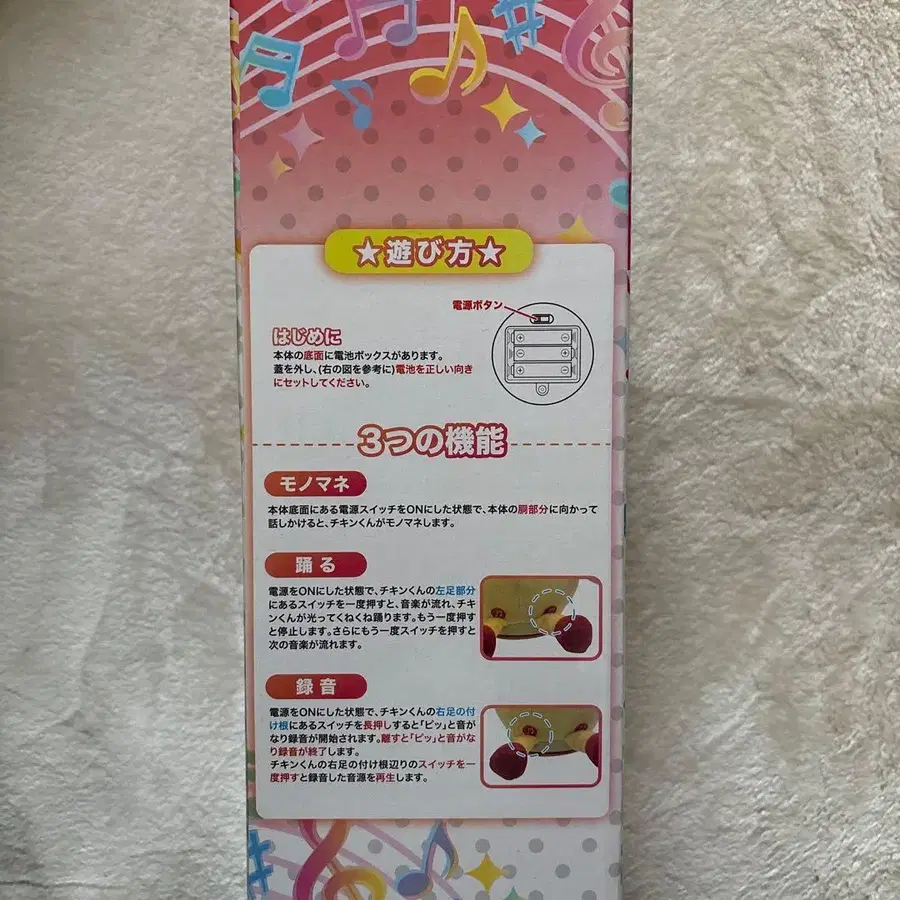 ★遊び方★
電源ボタン
はじめに
本体の底面に電池ボックスがあります。
蓋を外し、(右の図を参考に)電池を正しい向き
にセットしてください。
3つの機能
モノマネ
本体底面にある電源スイッチをONにした状態で、本体の胴部分に向かって
話しかけると、チキンくんがモノマネします。
踊る
電源をONにした状態で、チキンくんの左足部分
にあるスイッチを一度押すと、音楽が流れ、チキ
ンくんが光ってくねくね踊ります。もう一度押す
と停止します。さらにもう一度スイッチを押すと
次の音楽が流れます。
録音
電源をONにした状態で、チキンくんの右足の付
け根にあるスイッチを長押しすると「ピッ」と音が
なり録音が開始されます。離すと「ピッ」と音がな
り録音が終了します。
チキンくんの右足の付け根辺りのスイッチを一
度押すと録音した音源を再生します。